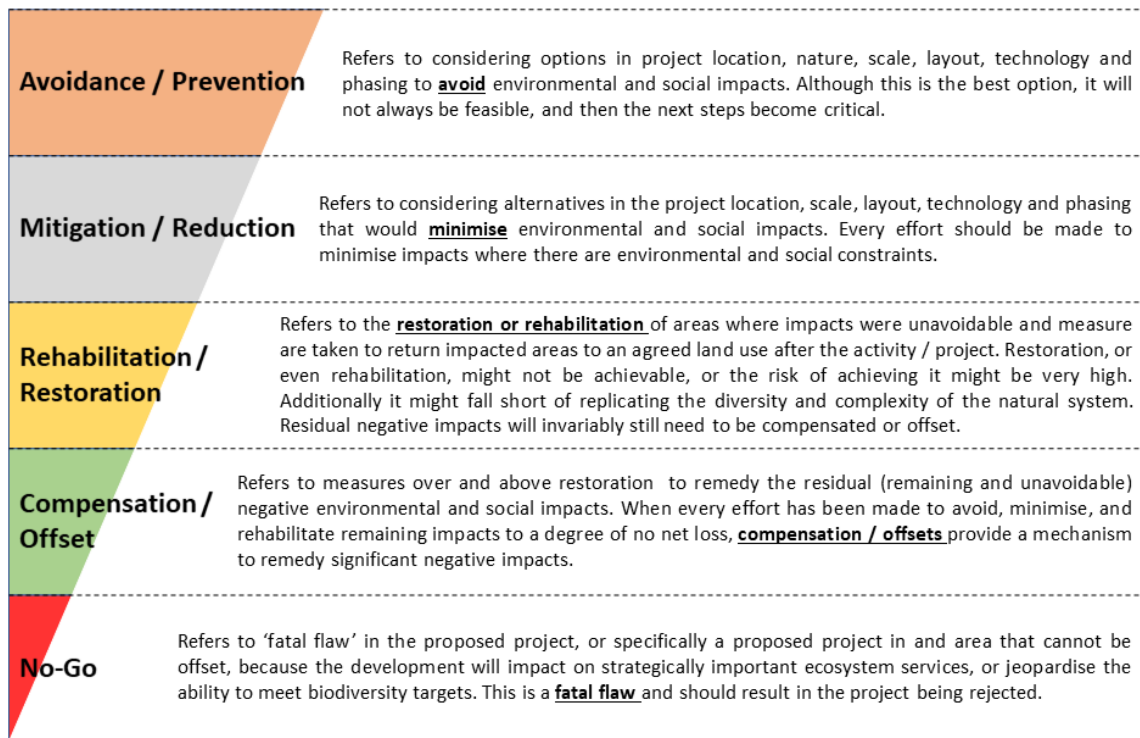 Avoidance / Prevention
Refers to considering options in project location, nature, scale, layout, technology and
phasing to avoid environmental and social impacts. Although this is the best option, it will
not always be feasible, and then the next steps become critical.
Mitigation / Reduction
Refers to considering alternatives in the project location, scale, layout, technology and phasing
that would minimise environmental and social impacts. Every effort should be made to
minimise impacts where there are environmental and social constraints.
Rehabilitation /
Restoration
Refers to the restoration or rehabilitation of areas where impacts were unavoidable and measure
are taken to return impacted areas to an agreed land use after the activity / project. Restoration, or
even rehabilitation, might not be achievable, or the risk of achieving it might be very high.
Additionally it might fall short of replicating the diversity and complexity of the natural system.
Residual negative impacts will invariably still need to be compensated or offset.
Compensation /
Offset
Refers to measures over and above restoration to remedy the residual (remaining and unavoidable)
negative environmental and social impacts. When every effort has been made to avoid, minimise, and
rehabilitate remaining impacts to a degree of no net loss, compensation / offsets provide a mechanism
to remedy significant negative impacts.
No-Go
Refers to ‘fatal flaw’ in the proposed project, or specifically a proposed project in and area that cannot be
offset, because the development will impact on strategically important ecosystem services, or jeopardise the
ability to meet biodiversity targets. This is a fatal flaw and should result in the project being rejected.